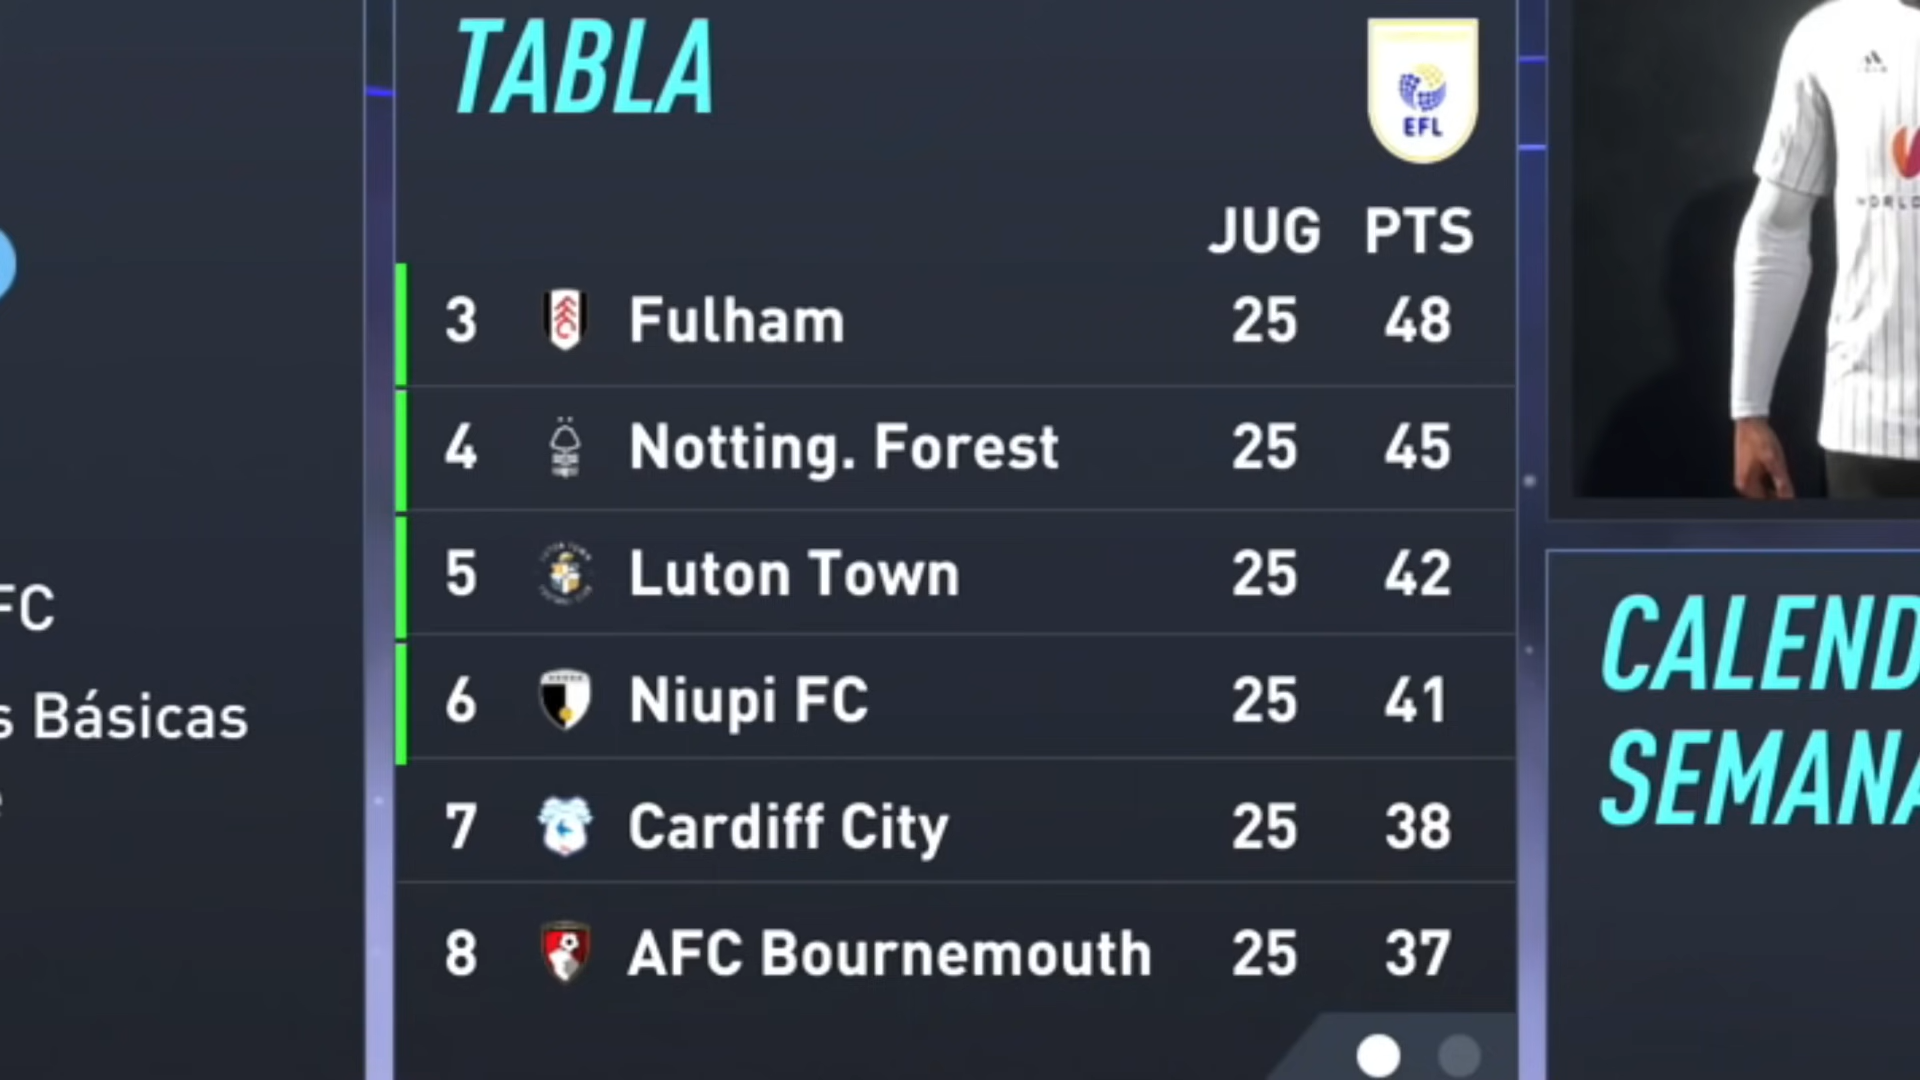 TABLA
EFL
JUG PTS
3 Fulham 25 48
4 Notting. Forest 25 45
5 Luton Town 25 42
6 Niupi FC 25 41
7 Cardiff City 25 38
8 AFC Bournemouth 25 37
FC
s Básicas
CALEND
SEMANA